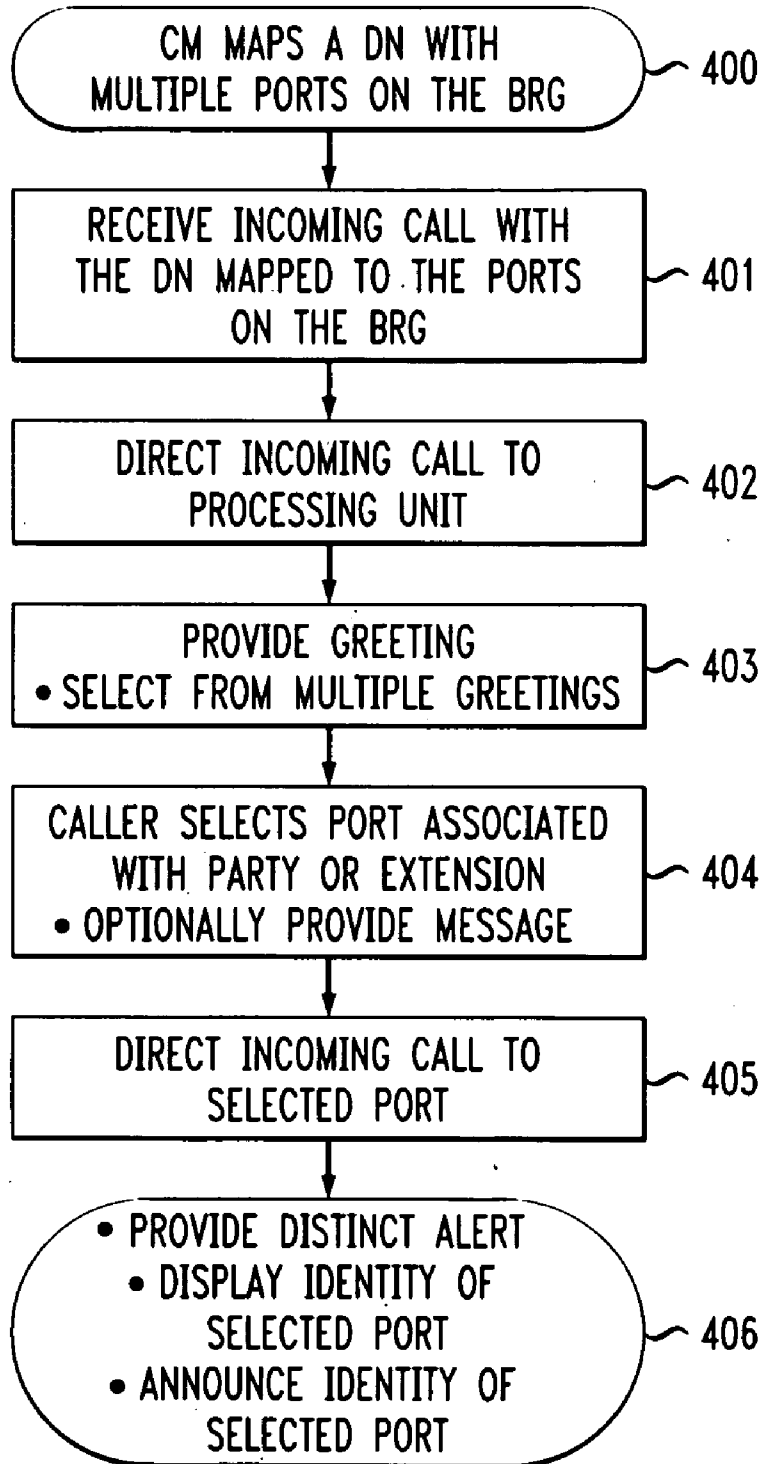 CM MAPS A DN WITH
MULTIPLE PORTS ON THE BRG
400
RECEIVE INCOMING CALL WITH
THE DN MAPPED TO THE PORTS
ON THE BRG
401
DIRECT INCOMING CALL TO
PROCESSING UNIT
402
PROVIDE GREETING
• SELECT FROM MULTIPLE GREETINGS
403
CALLER SELECTS PORT ASSOCIATED
WITH PARTY OR EXTENSION
• OPTIONALLY PROVIDE MESSAGE
404
DIRECT INCOMING CALL TO
SELECTED PORT
405
• PROVIDE DISTINCT ALERT
• DISPLAY IDENTITY OF
SELECTED PORT
• ANNOUNCE IDENTITY OF
SELECTED PORT
406